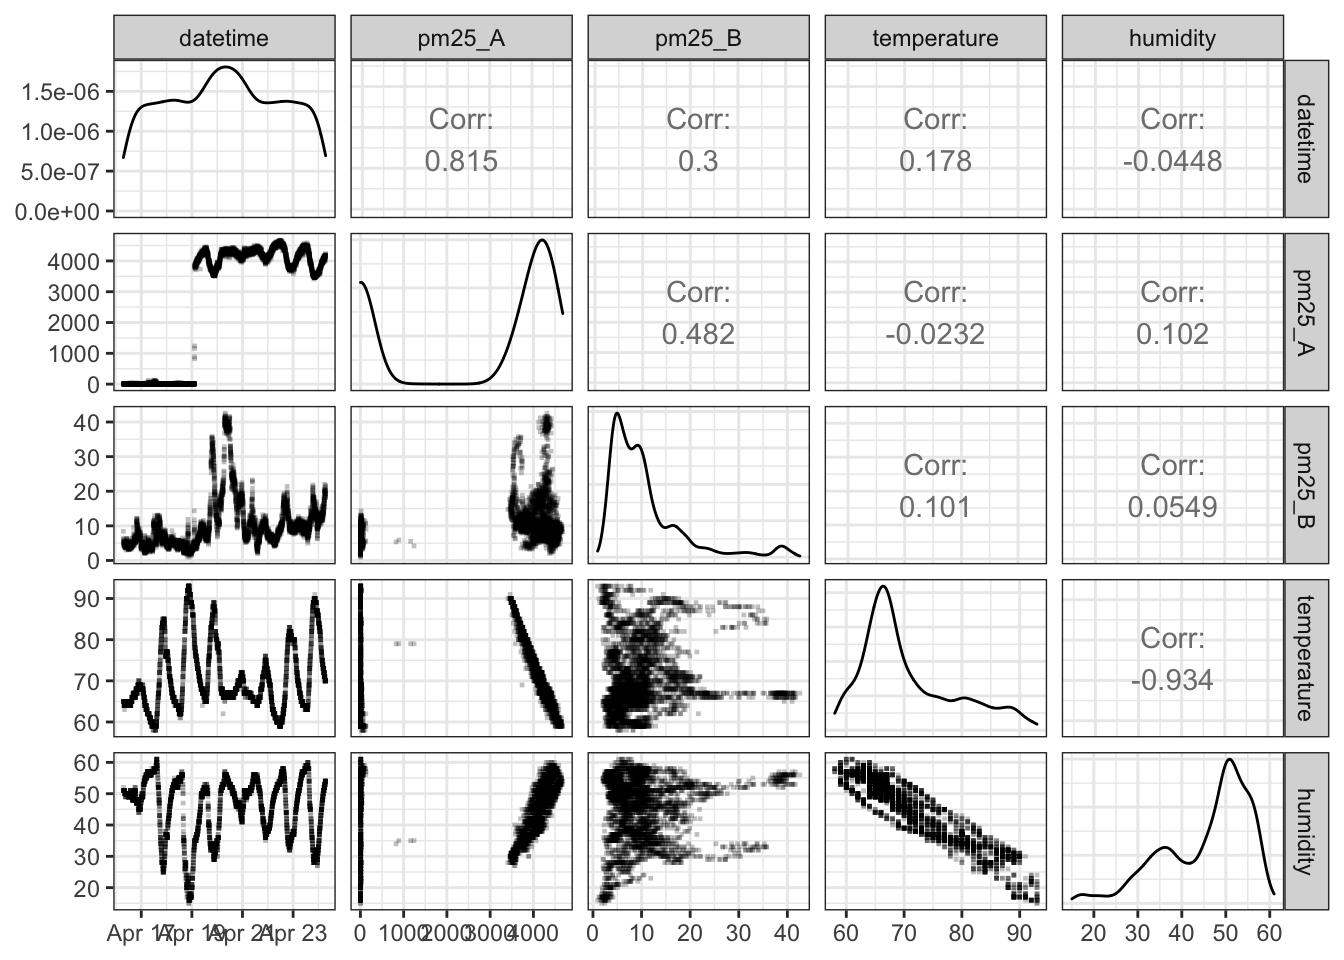 datetime
pm25_A
pm25_B
temperature
humidity
1.5e-06
1.0e-06
5.0e-07
0.0e+00
Corr:
0.815
Corr:
0.3
Corr:
0.178
Corr:
-0.0448
datetime
4000
3000
2000
1000
0
Corr:
0.482
Corr:
-0.0232
Corr:
0.102
pm25_A
40
30
20
10
0
Corr:
0.101
Corr:
0.0549
pm25_B
90
80
70
60
Corr:
-0.934
temperature
60
50
40
30
20
humidity
Apr 17
Apr 19
Apr 21
Apr 23
0
1000
2000
3000
4000
0
10
20
30
40
60
70
80
90
20
30
40
50
60